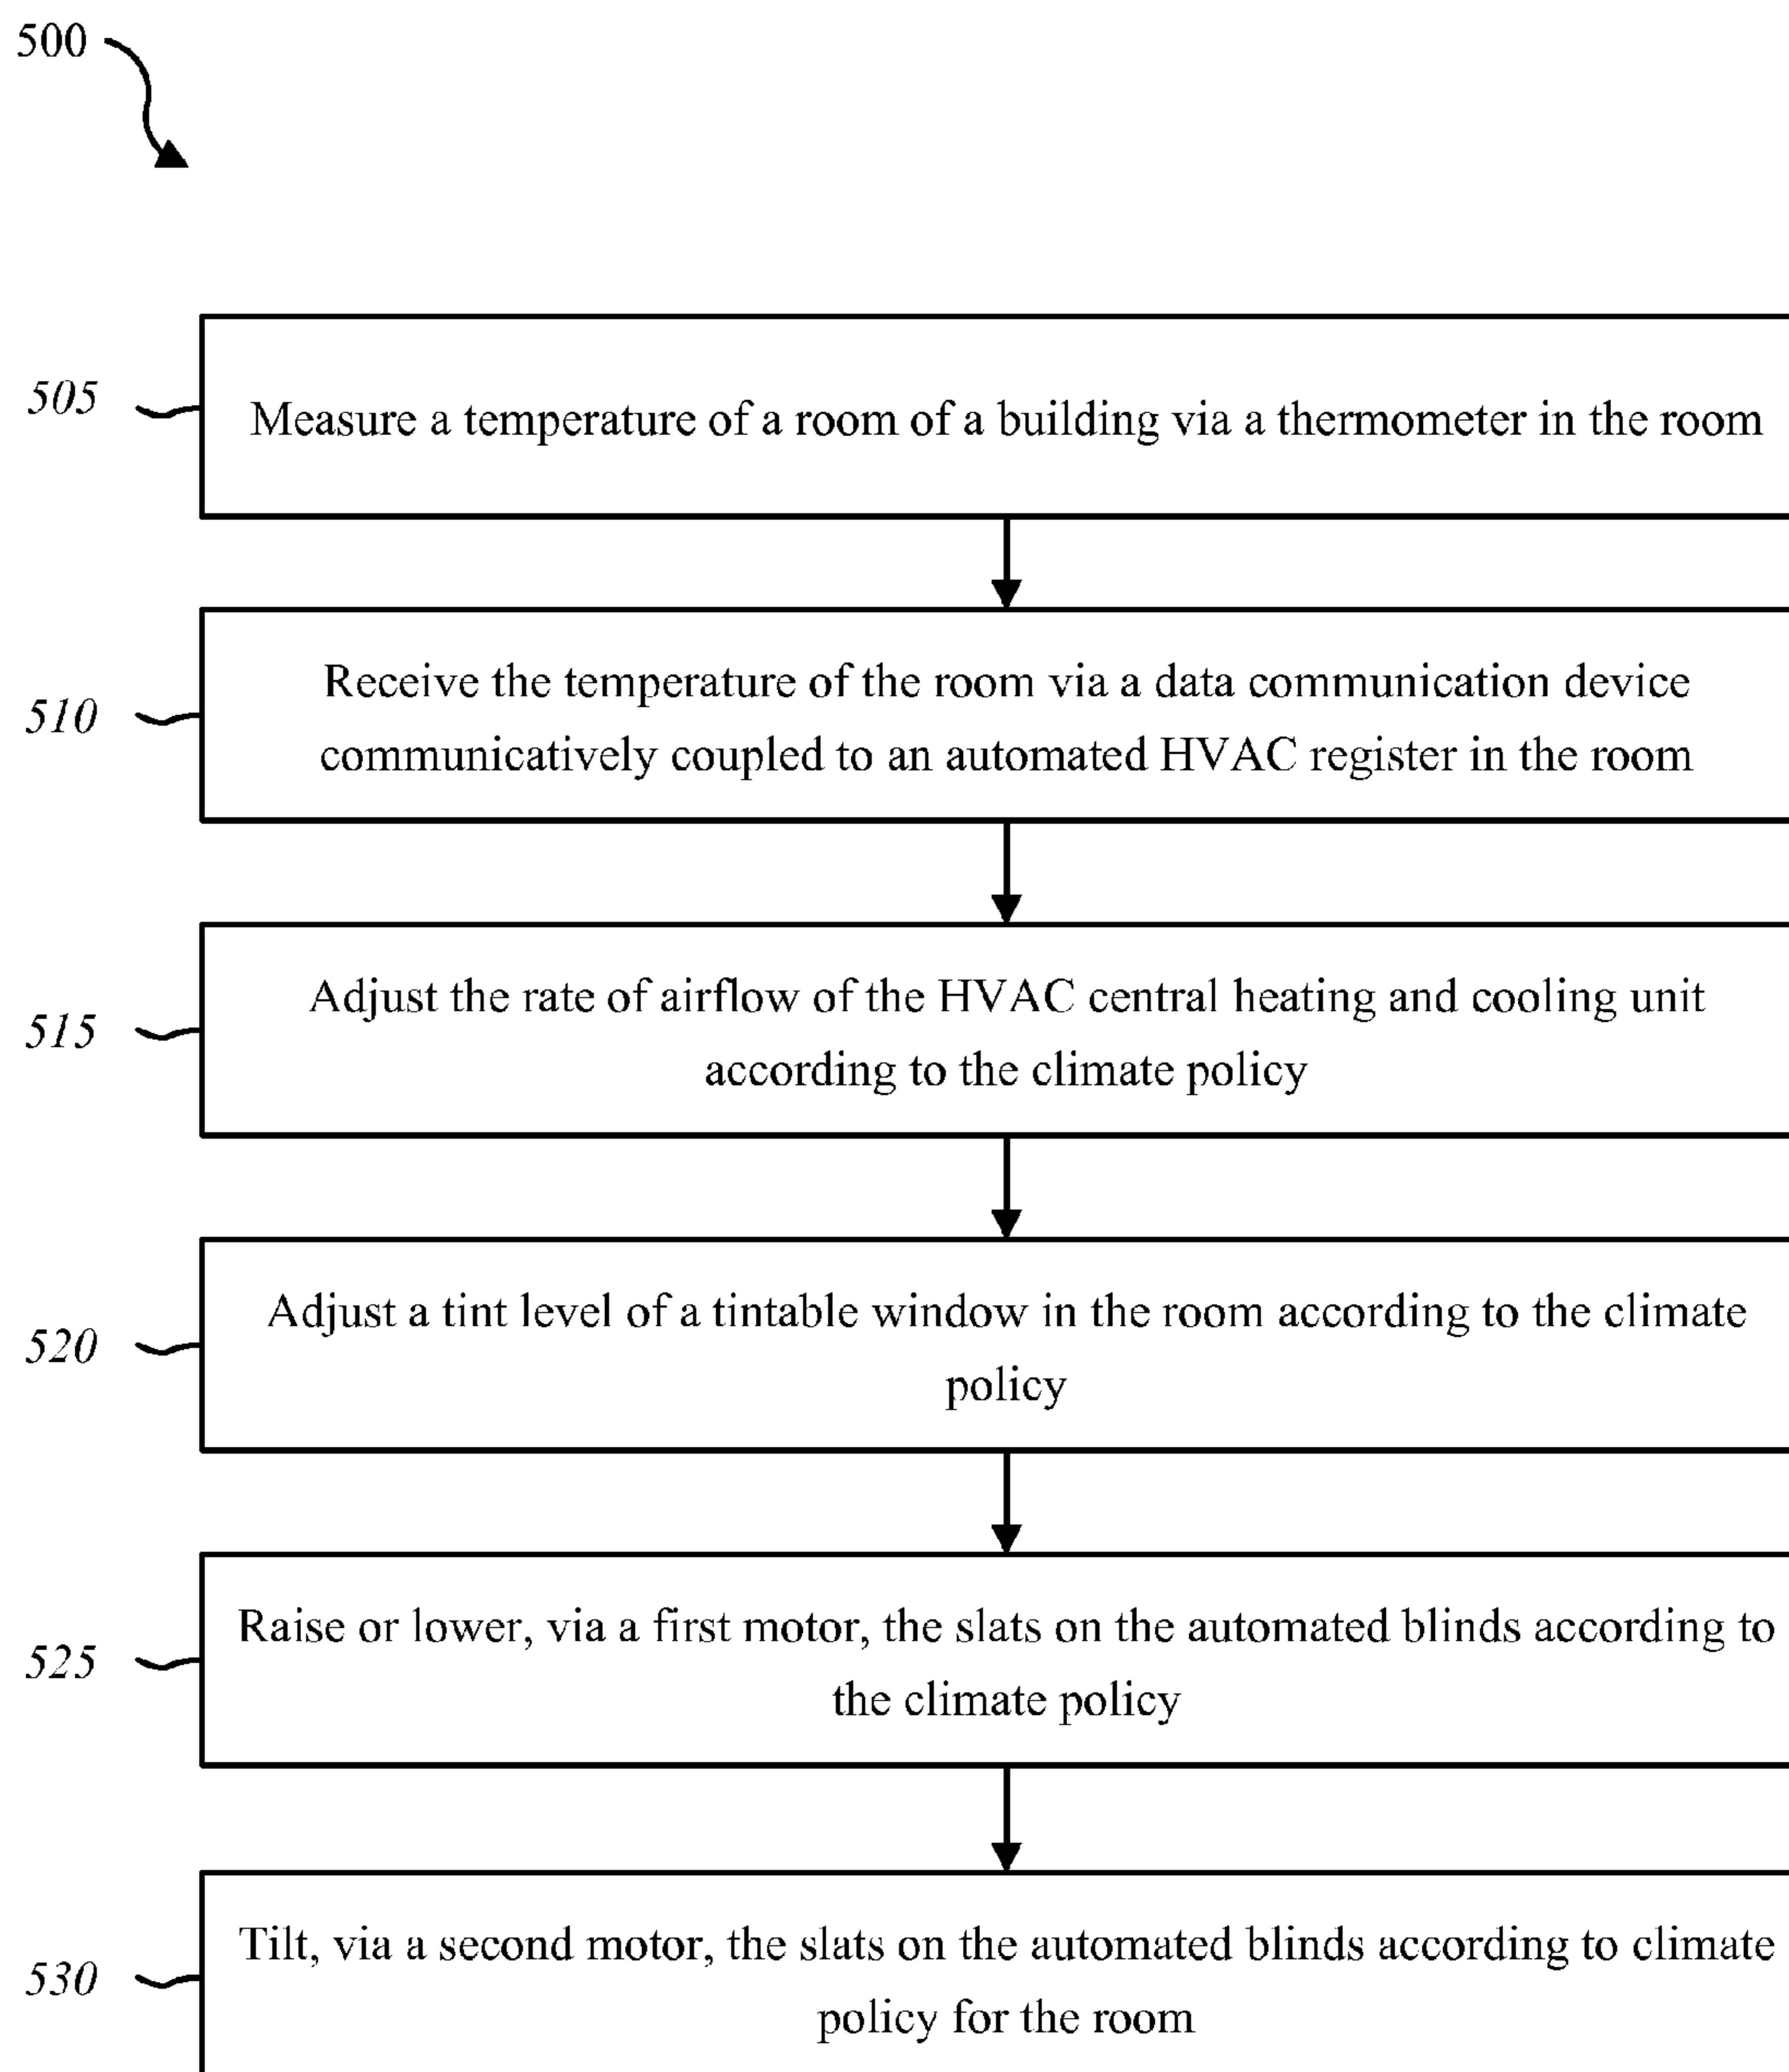 500
505
Measure a temperature of a room of a building via a thermometer in the room
510
Receive the temperature of the room via a data communication device
communicatively coupled to an automated HVAC register in the room
515
Adjust the rate of airflow of the HVAC central heating and cooling unit
according to the climate policy
520
Adjust a tint level of a tintable window in the room according to the climate
policy
525
Raise or lower, via a first motor, the slats on the automated blinds according to
the climate policy
530
Tilt, via a second motor, the slats on the automated blinds according to climate
policy for the room